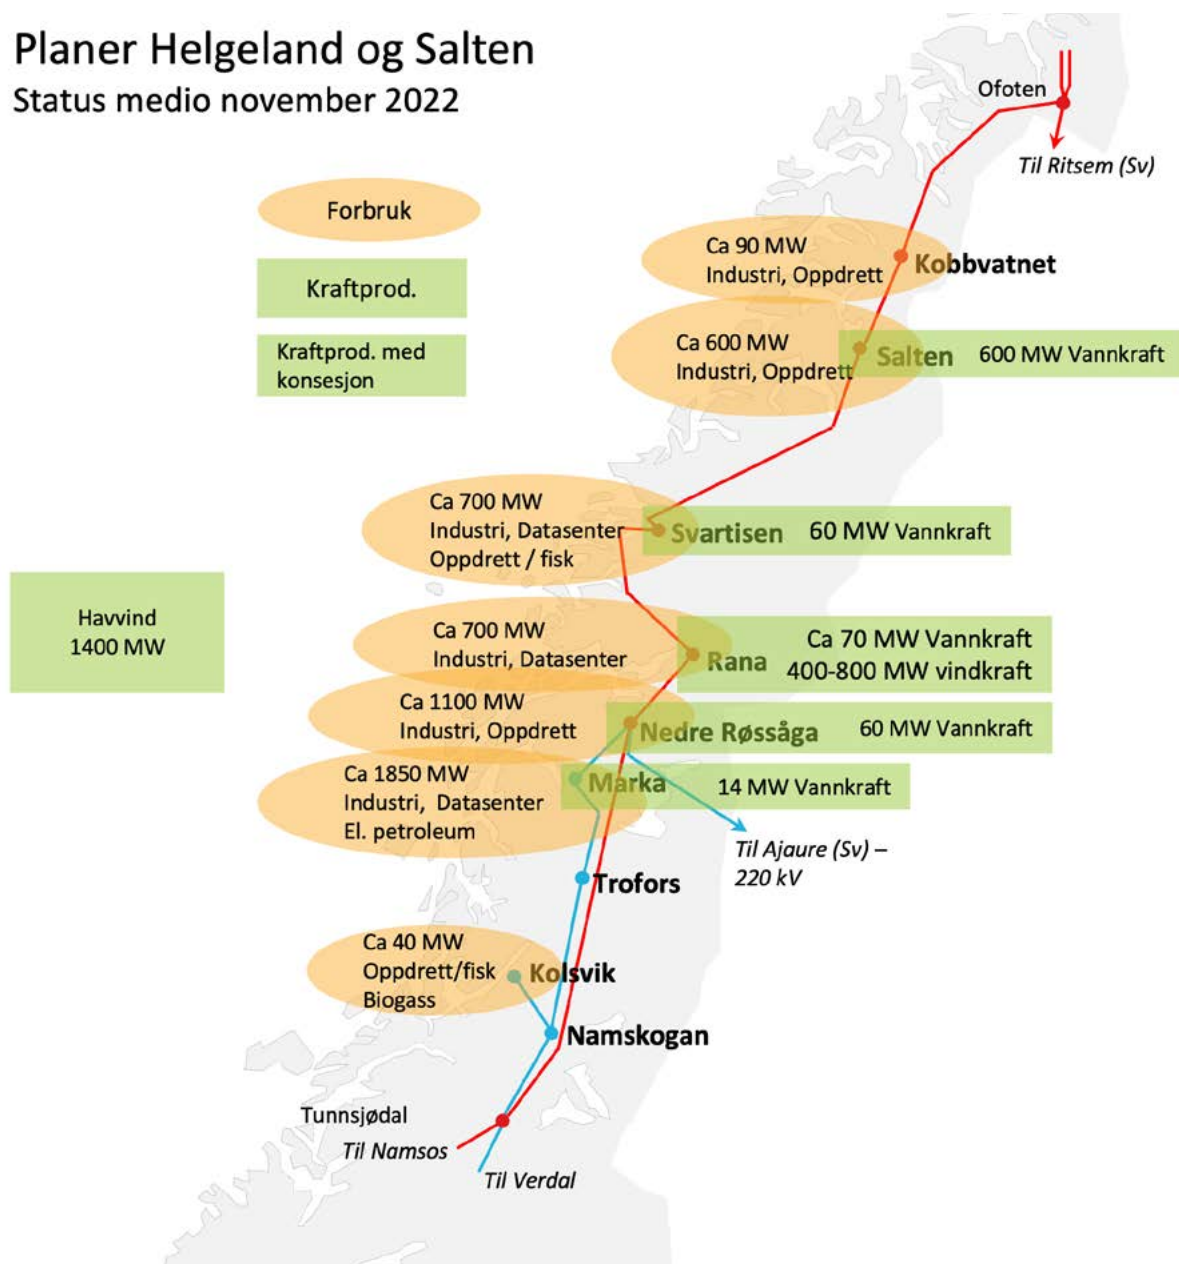 Planer Helgeland og Salten
Status medio november 2022
Ofoten
Til Ritsem (Sv)
Forbruk
Kraftprod.
Kraftprod. med
konsesjon
Ca 90 MW
Industri, Oppdrett
Kobbvatnet
Ca 600 MW
Industri, Oppdrett
Salten
600 MW Vannkraft
Ca 700 MW
Industri, Datasenter
Oppdrett / fisk
Svartisen
60 MW Vannkraft
Havvind
1400 MW
Ca 700 MW
Industri, Datasenter
Rana
Ca 70 MW Vannkraft
400-800 MW vindkraft
Ca 1100 MW
Industri, Oppdrett
Nedre Røssåga
60 MW Vannkraft
Ca 1850 MW
Industri, Datasenter
El. petroleum
Marka
14 MW Vannkraft
Til Ajaure (Sv) –
220 kV
Trofors
Ca 40 MW
Oppdrett/fisk
Biogass
Kolsvik
Namskogan
Tunnsjødal
Til Namsos
Til Verdal